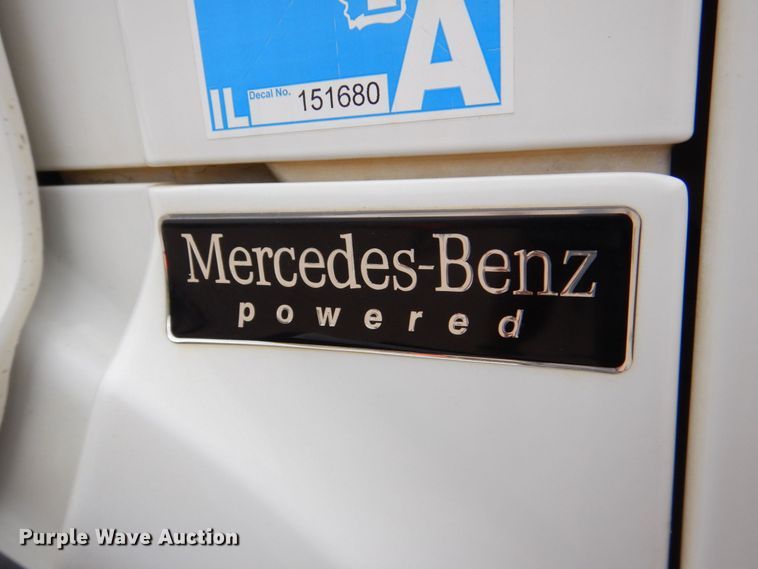 IL Decal No. 151680 A
Mercedes-Benz
powered
Purple Wave Auction